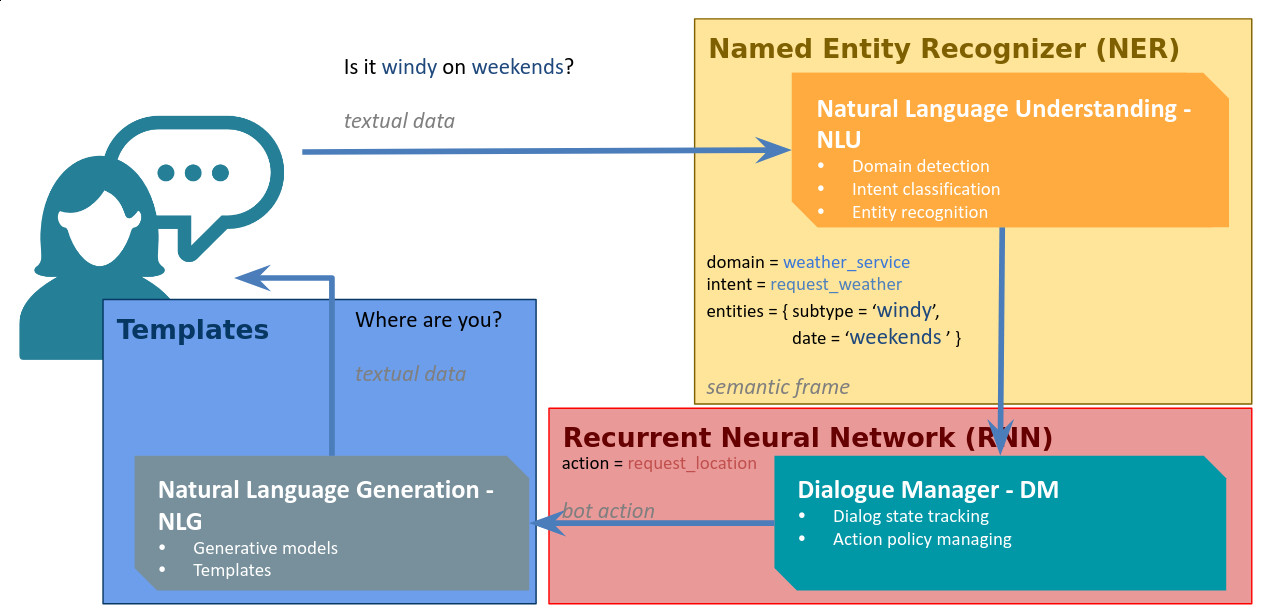 Is it windy on weekends?
textual data
Named Entity Recognizer (NER)
Natural Language Understanding -
NLU
• Domain detection
• Intent classification
• Entity recognition
domain = weather_service
intent = request_weather
entities = { subtype = ‘windy’,
date = ‘weekends ’ }
semantic frame
Recurrent Neural Network (RNN)
action = request_location
bot action
Dialogue Manager - DM
• Dialog state tracking
• Action policy managing
Templates
Where are you?
textual data
Natural Language Generation -
NLG
• Generative models
• Templates